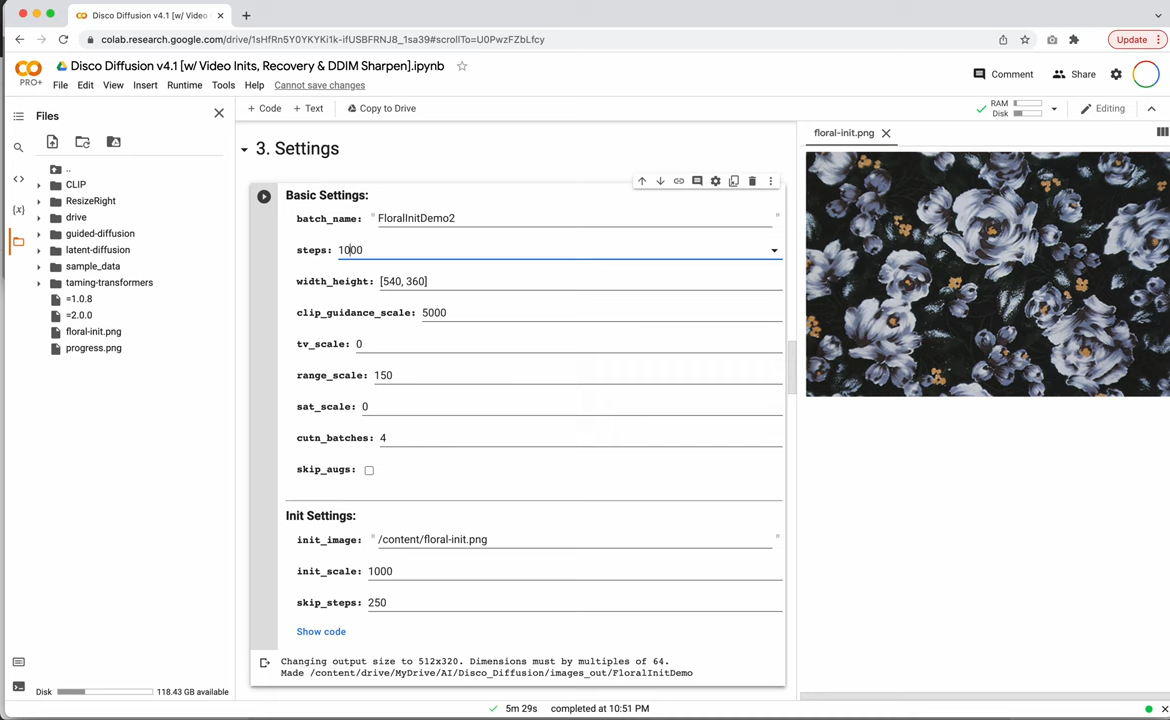 Disco Diffusion v4.1 [w/ Video
colab.research.google.com/drive/1sHfRn5Y0YKYKi1k-ifUSBFRNJ8_1sa39#scrollTo=U0PwzFZbLfcy
Update
PRO+
Disco Diffusion v4.1 [w/ Video Inits, Recovery & DDIM Sharpen].ipynb
File Edit View Insert Runtime Tools Help Cannot save changes
Comment Share
+ Code + Text Copy to Drive
RAM
Disk
Editing
Files
..
CLIP
ResizeRight
drive
guided-diffusion
latent-diffusion
sample_data
taming-transformers
=1.0.8
=2.0.0
floral-init.png
progress.png
Disk 118.43 GB available
3. Settings
Basic Settings:
batch_name: " FloralInitDemo2 "
steps: 1000
width_height: [540, 360]
clip_guidance_scale: 5000
tv_scale: 0
range_scale: 150
sat_scale: 0
cutn_batches: 4
skip_augs:
Init Settings:
init_image: " /content/floral-init.png "
init_scale: 1000
skip_steps: 250
Show code
Changing output size to 512x320. Dimensions must by multiples of 64.
Made /content/drive/MyDrive/AI/Disco_Diffusion/images_out/FloralInitDemo
floral-init.png
5m 29s completed at 10:51 PM